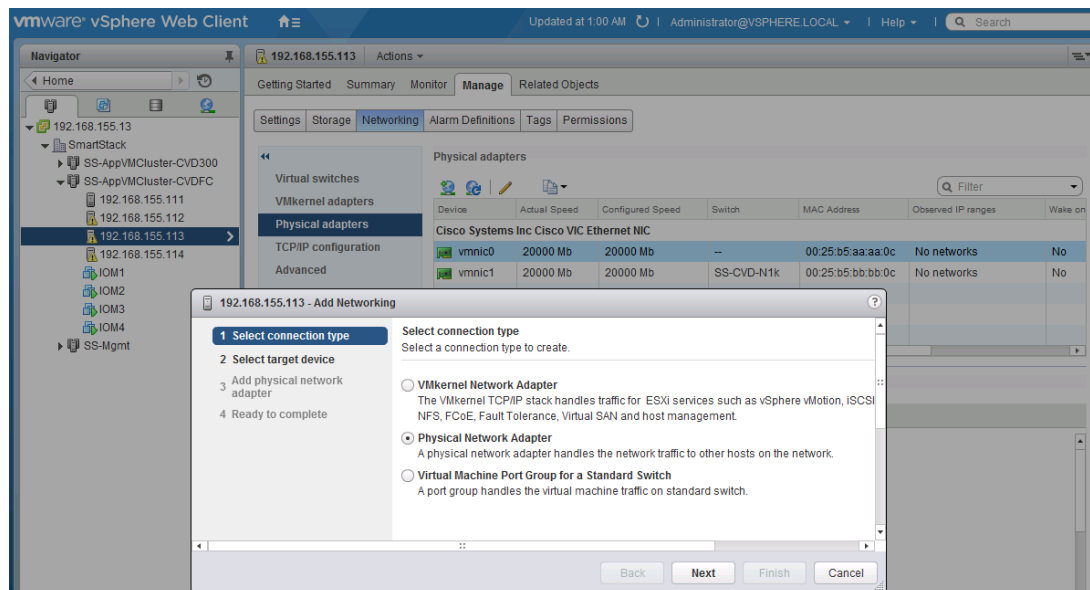 vmware® vSphere Web Client
Updated at 1:00 AM | Administrator@VSPHERE.LOCAL | Help | Search
Navigator
Home
192.168.155.13
SmartStack
SS-AppVMCluster-CVD300
SS-AppVMCluster-CVDFC
192.168.155.111
192.168.155.112
192.168.155.113
192.168.155.114
IOM1
IOM2
IOM3
IOM4
SS-Mgmt
192.168.155.113 Actions
Getting Started Summary Monitor Manage Related Objects
Settings Storage Networking Alarm Definitions Tags Permissions
Virtual switches
VMkernel adapters
Physical adapters
TCP/IP configuration
Advanced
Physical adapters
Filter
Device Actual Speed Configured Speed Switch MAC Address Observed IP ranges Wake on
Cisco Systems Inc Cisco VIC Ethernet NIC
vmnic0 20000 Mb 20000 Mb -- 00:25:b5:aa:aa:0c No networks No
vmnic1 20000 Mb 20000 Mb SS-CVD-N1k 00:25:b5:bb:bb:0c No networks No
192.168.155.113 - Add Networking ?
1 Select connection type
2 Select target device
3 Add physical network adapter
4 Ready to complete
Select connection type
Select a connection type to create.
VMkernel Network Adapter
The VMkernel TCP/IP stack handles traffic for ESXi services such as vSphere vMotion, iSCSI
NFS, FCoE, Fault Tolerance, Virtual SAN and host management.
Physical Network Adapter
A physical network adapter handles the network traffic to other hosts on the network.
Virtual Machine Port Group for a Standard Switch
A port group handles the virtual machine traffic on standard switch.
Back Next Finish Cancel